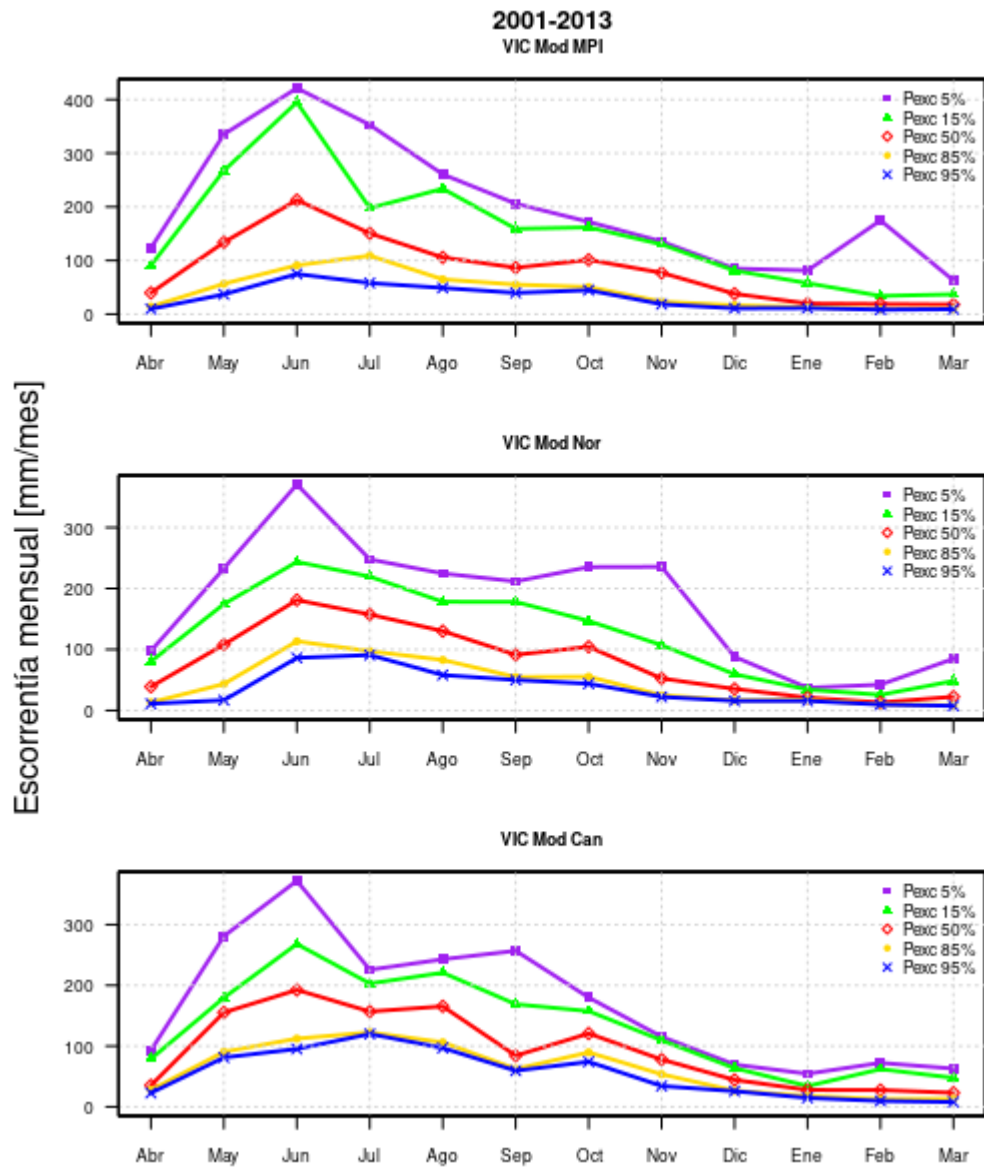 2001-2013
VIC Mod MPI
400
300
200
100
0
Pexc 5%
Pexc 15%
Pexc 50%
Pexc 85%
Pexc 95%
Abr May Jun Jul Ago Sep Oct Nov Dic Ene Feb Mar
Escorrentía mensual [mm/mes]
VIC Mod Nor
300
200
100
0
Pexc 5%
Pexc 15%
Pexc 50%
Pexc 85%
Pexc 95%
Abr May Jun Jul Ago Sep Oct Nov Dic Ene Feb Mar
VIC Mod Can
300
200
100
0
Pexc 5%
Pexc 15%
Pexc 50%
Pexc 85%
Pexc 95%
Abr May Jun Jul Ago Sep Oct Nov Dic Ene Feb Mar